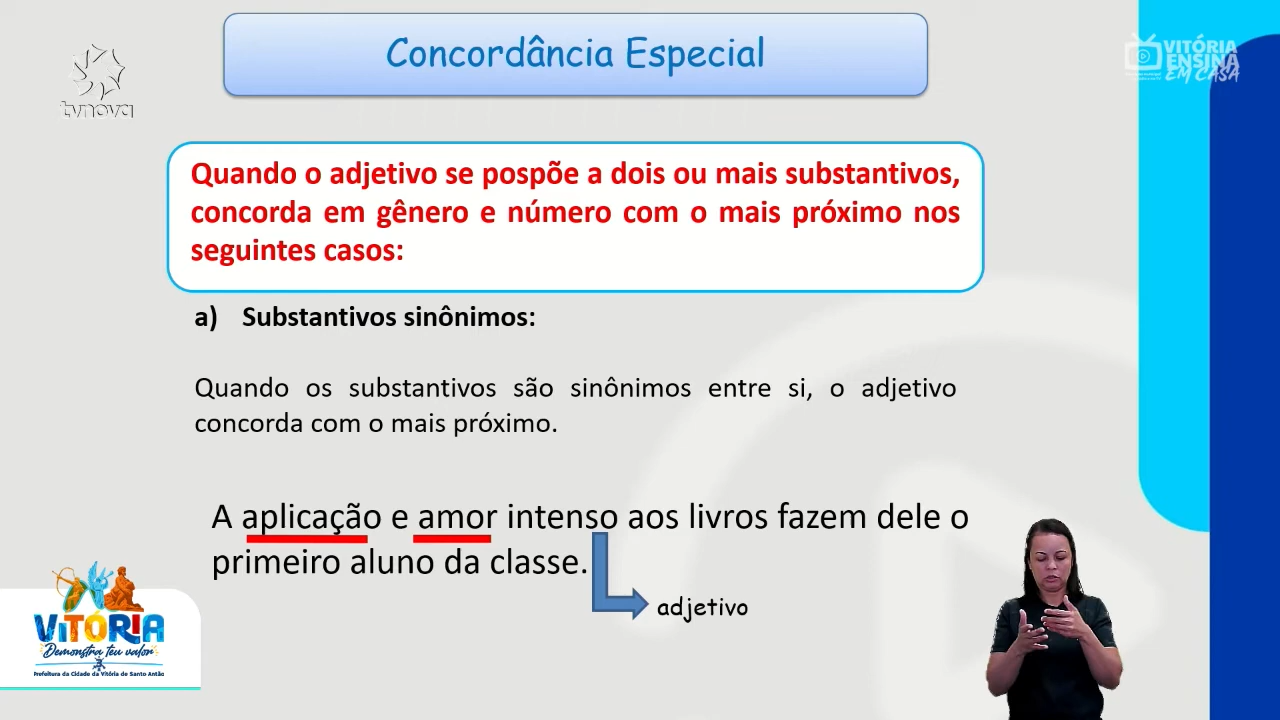 Concordância Especial
tvnova
VITÓRIA
ENSINA
EM CASA
Quando o adjetivo se pospõe a dois ou mais substantivos,
concorda em gênero e número com o mais próximo nos
seguintes casos:
a) Substantivos sinônimos:
Quando os substantivos são sinônimos entre si, o adjetivo
concorda com o mais próximo.
A aplicação e amor intenso aos livros fazem dele o
primeiro aluno da classe.
adjetivo
VITÓRIA
Demonstra teu valor
Prefeitura da Cidade da Vitória de Santo Antão